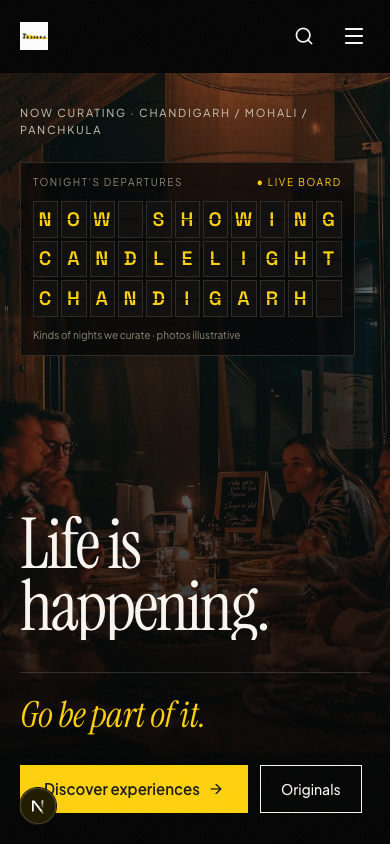 NOW CURATING · CHANDIGARH / MOHALI /
PANCHKULA
TONIGHT'S DEPARTURES
● LIVE BOARD
NOW SHOWING
CANDLELIGHT
CHANDIGARH
Kinds of nights we curate · photos illustrative
Life is
happening.
Go be part of it.
Discover experiences →
Originals
N